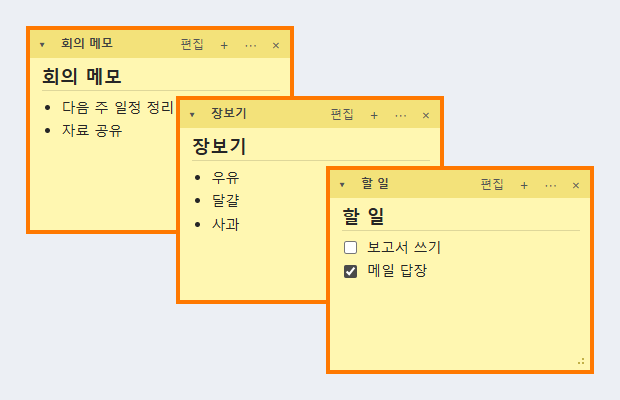 ▾ 회의 메모 편집 + ⋯ ×
회의 메모
• 다음 주 일정 정리
• 자료 공유
▾ 장보기 편집 + ⋯ ×
장보기
• 우유
• 달걀
• 사과
▾ 할 일 편집 + ⋯ ×
할 일
보고서 쓰기
메일 답장